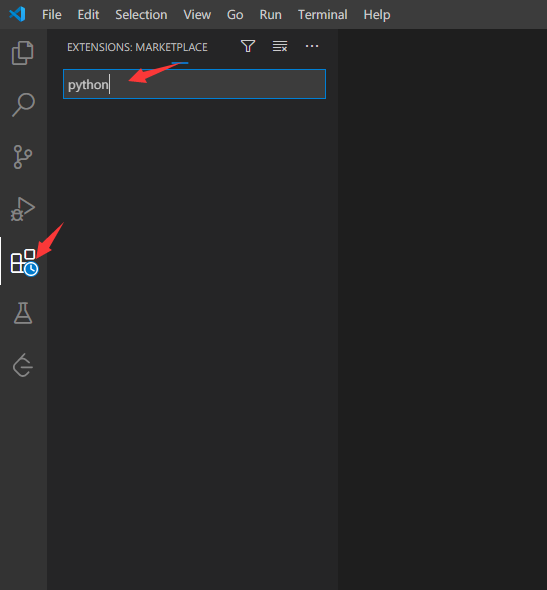 File Edit Selection View Go Run Terminal Help
EXTENSIONS: MARKETPLACE
python